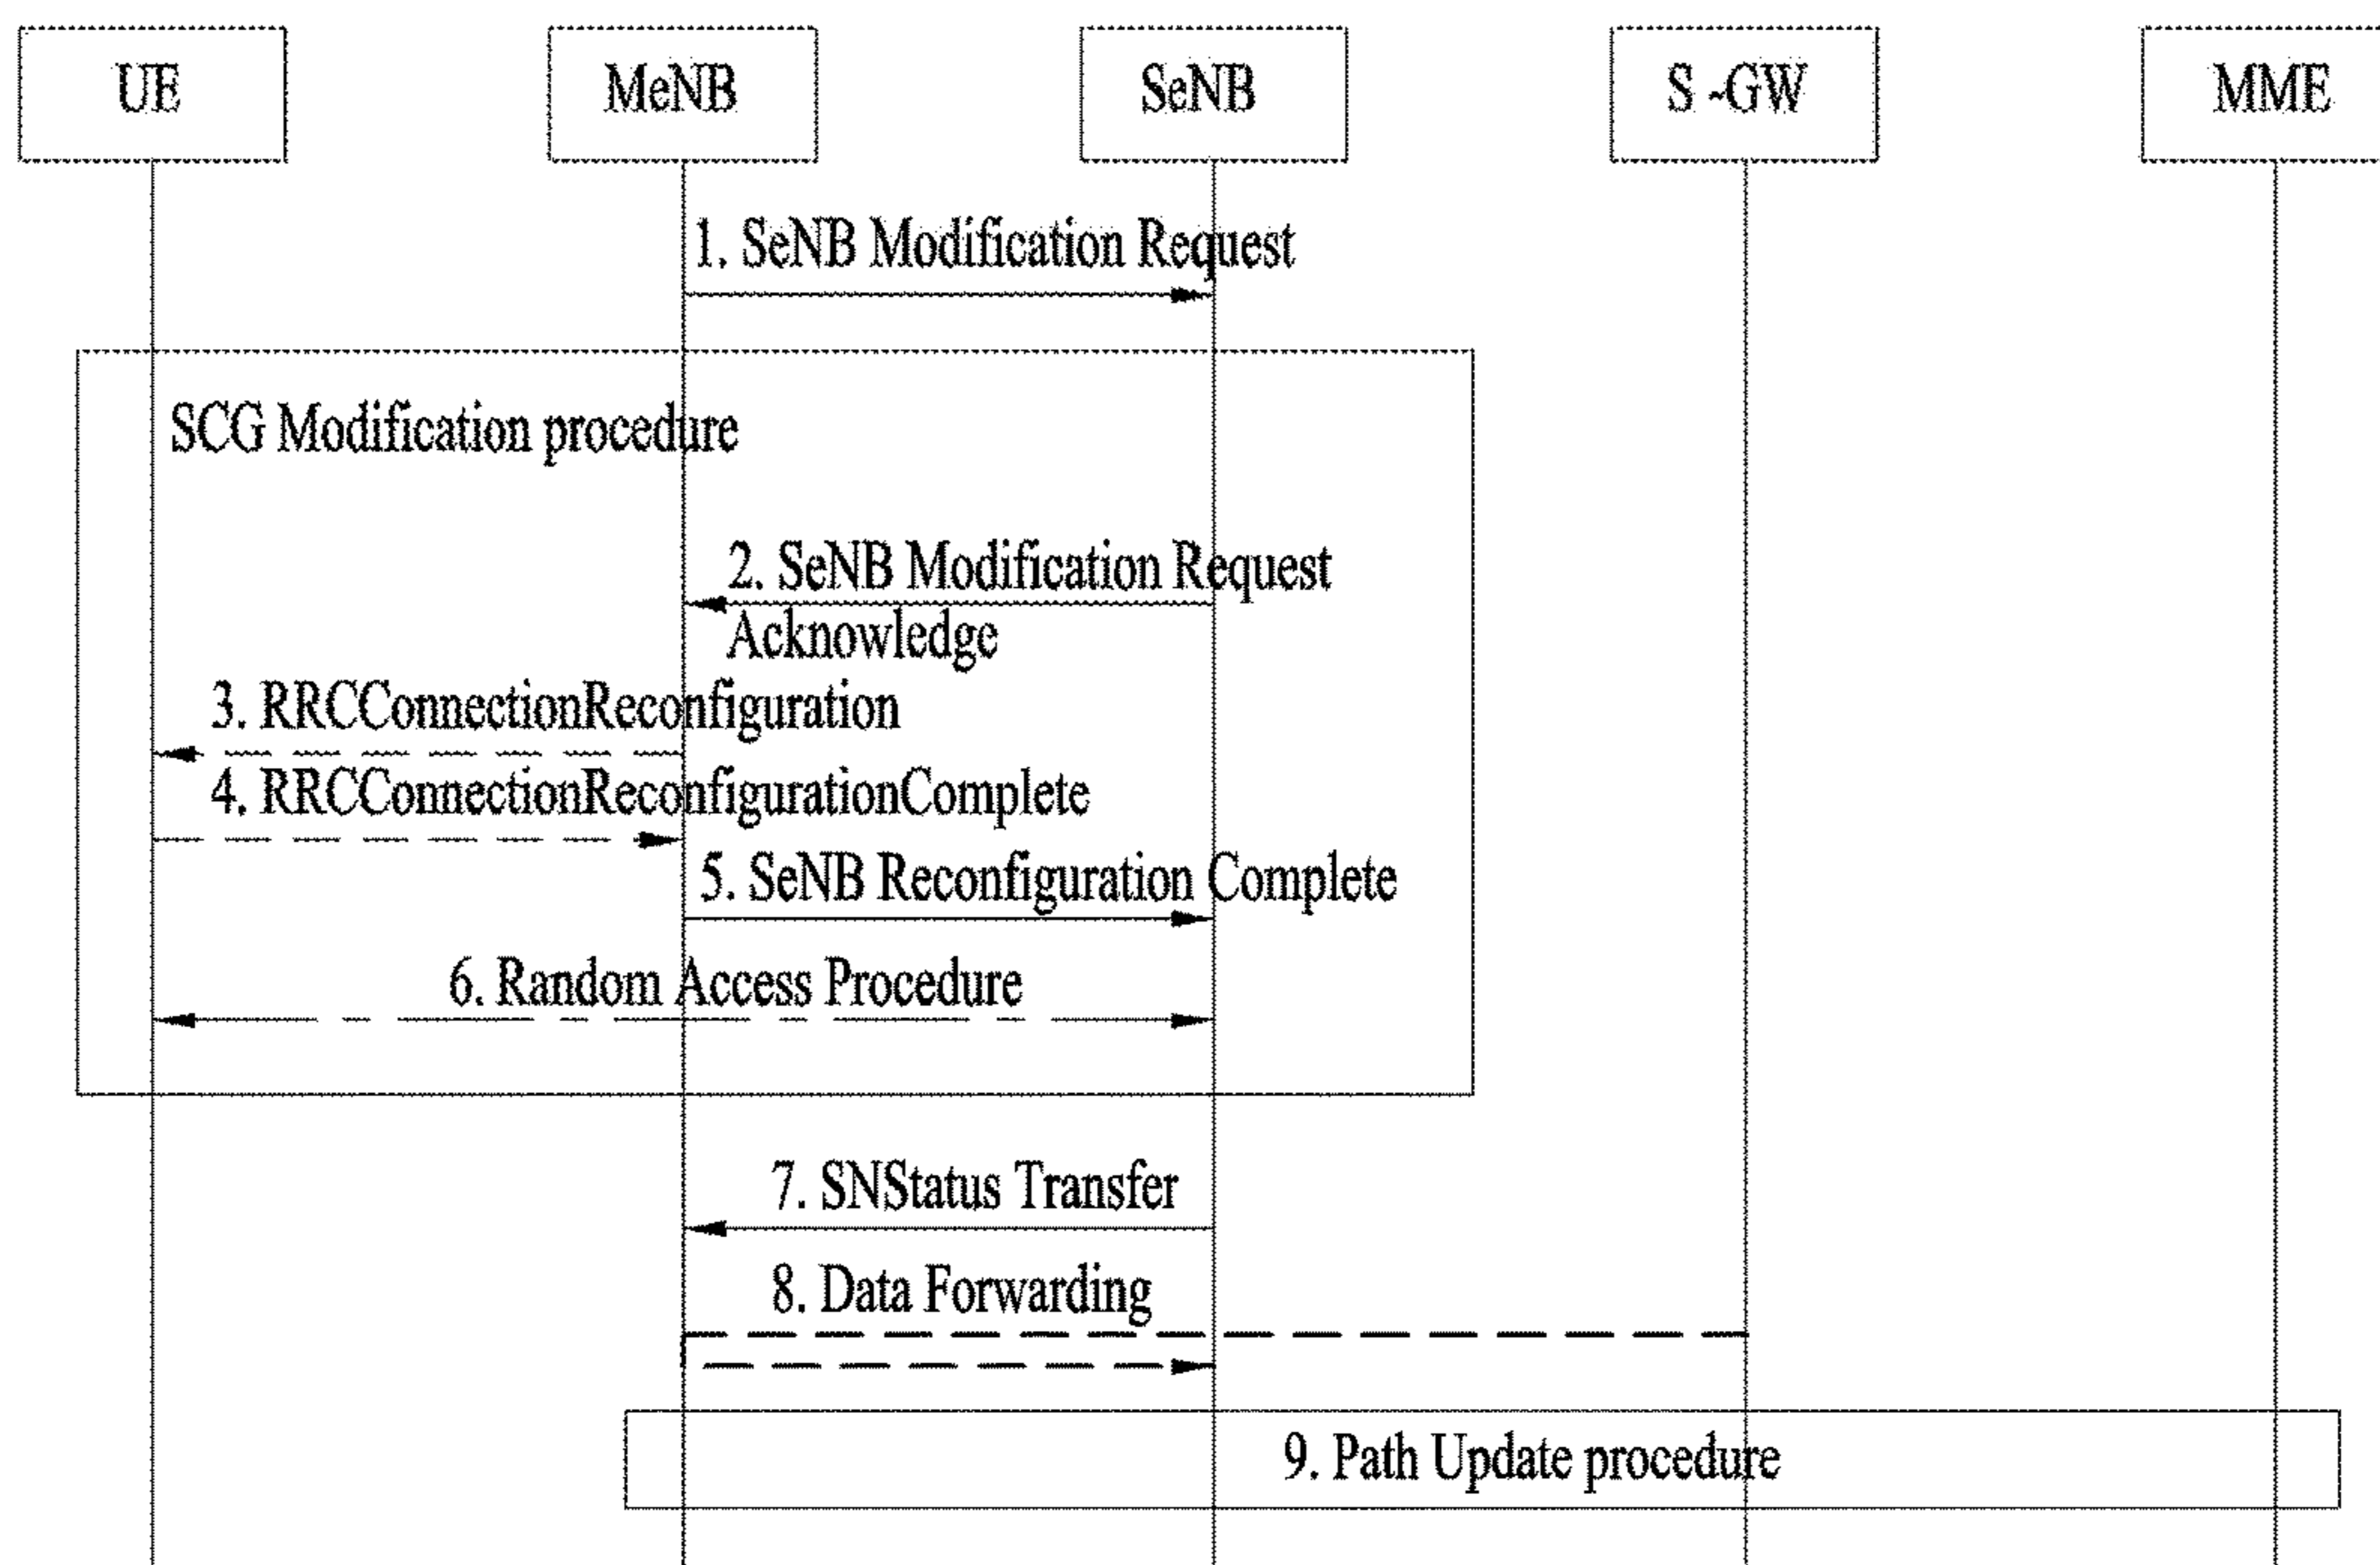 UE
MeNB
SeNB
S -GW
MME
1. SeNB Modification Request
SCG Modification procedure
2. SeNB Modification Request
Acknowledge
3. RRCConnectionReconfiguration
4. RRCConnectionReconfigurationComplete
5. SeNB Reconfiguration Complete
6. Random Access Procedure
7. SNStatus Transfer
8. Data Forwarding
9. Path Update procedure